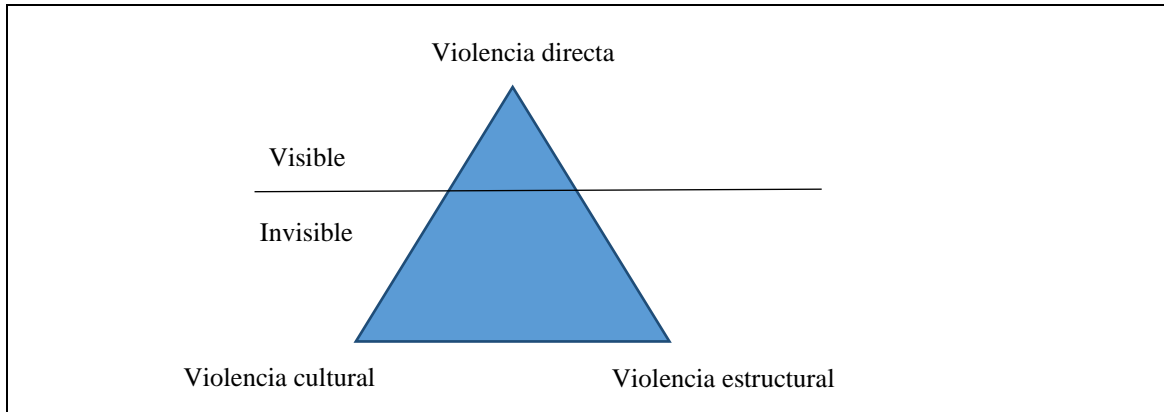 Violencia directa
Visible
Invisible
Violencia cultural
Violencia estructural